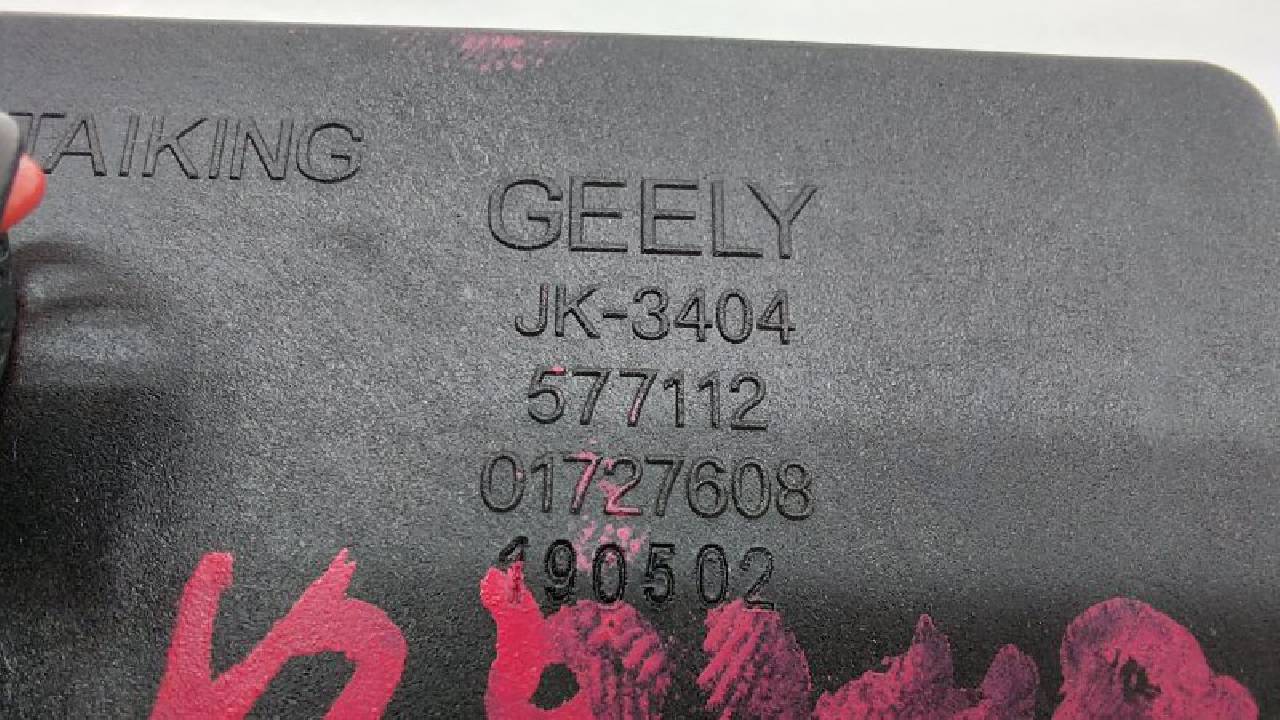 TAIKING
GEELY
JK-3404
577112
01727608
190502